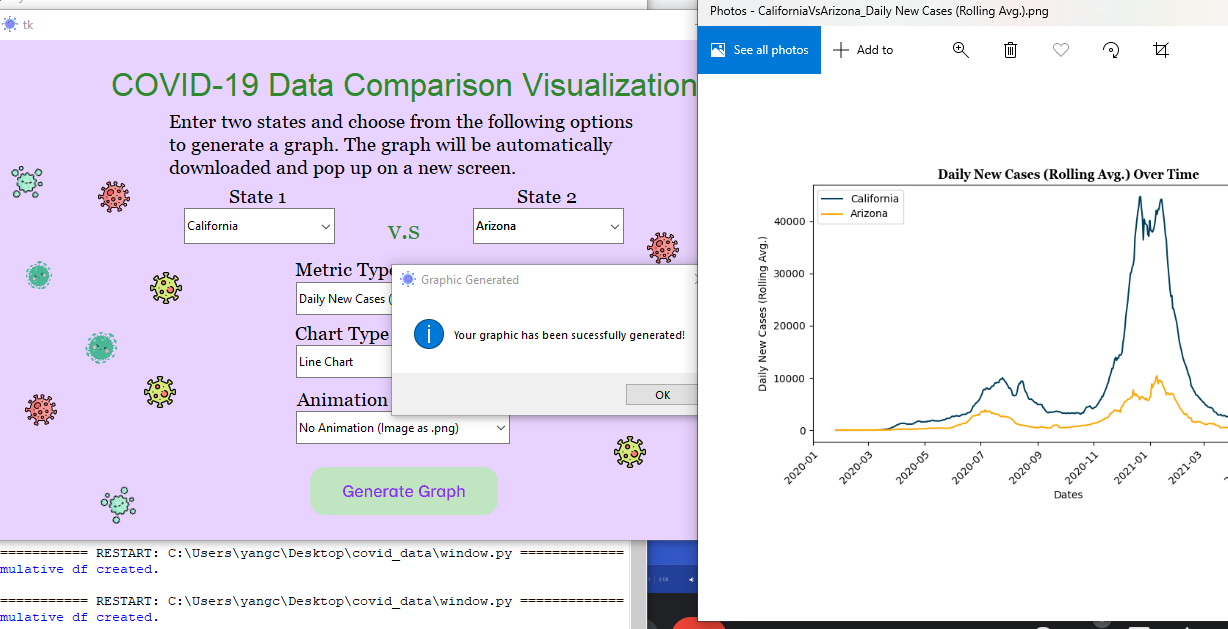 tk
COVID-19 Data Comparison Visualization
Enter two states and choose from the following options
to generate a graph. The graph will be automatically
downloaded and pop up on a new screen.
State 1
State 2
California
v.s
Arizona
Metric Type
Daily New Cases (
Chart Type
Line Chart
Animation
No Animation (Image as .png)
Generate Graph
Graphic Generated
Your graphic has been sucessfully generated!
OK
=========== RESTART: C:\Users\yangc\Desktop\covid_data\window.py =============
mulative df created.
=========== RESTART: C:\Users\yangc\Desktop\covid_data\window.py =============
mulative df created.
Photos - CaliforniaVsArizona_Daily New Cases (Rolling Avg.).png
See all photos
Add to
Daily New Cases (Rolling Avg.) Over Time
California
Arizona
Daily New Cases (Rolling Avg.)
40000
30000
20000
10000
0
2020-01
2020-03
2020-05
2020-07
2020-09
2020-11
2021-01
2021-03
Dates